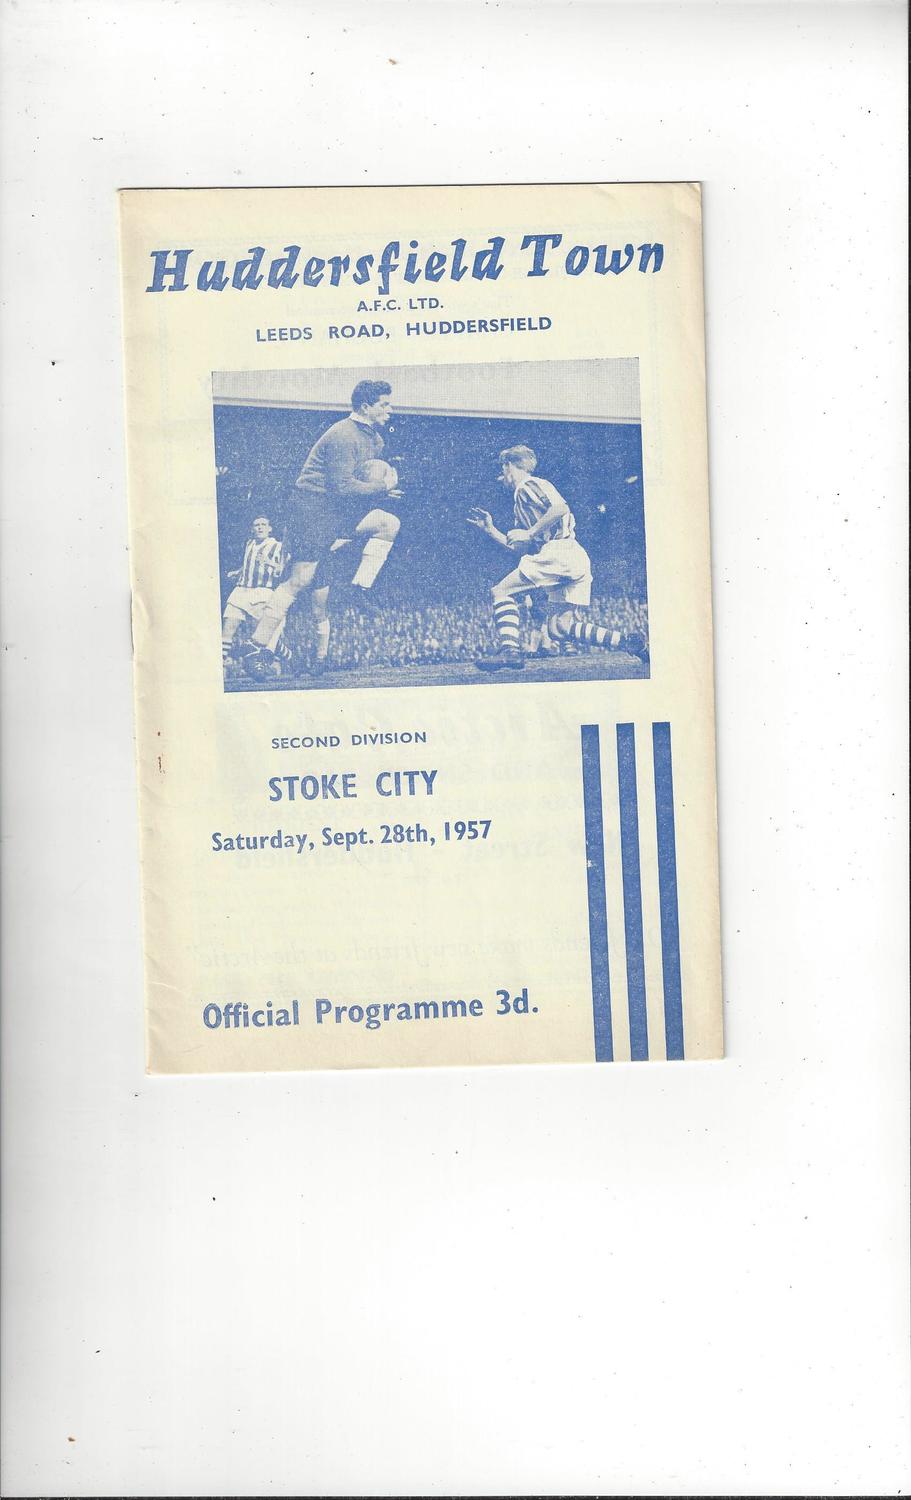 Huddersfield Town
A.F.C. LTD.
LEEDS ROAD, HUDDERSFIELD
SECOND DIVISION
STOKE CITY
Saturday, Sept. 28th, 1957
Official Programme 3d.